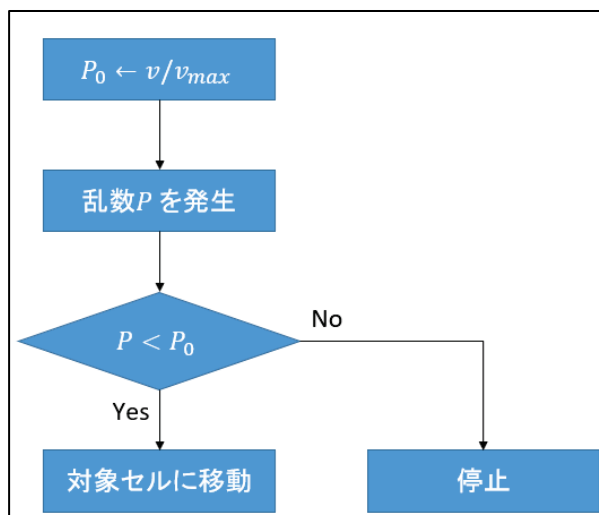 P₀ ← v/vₘₐₓ
乱数P を発生
P < P₀
No
Yes
対象セルに移動
停止